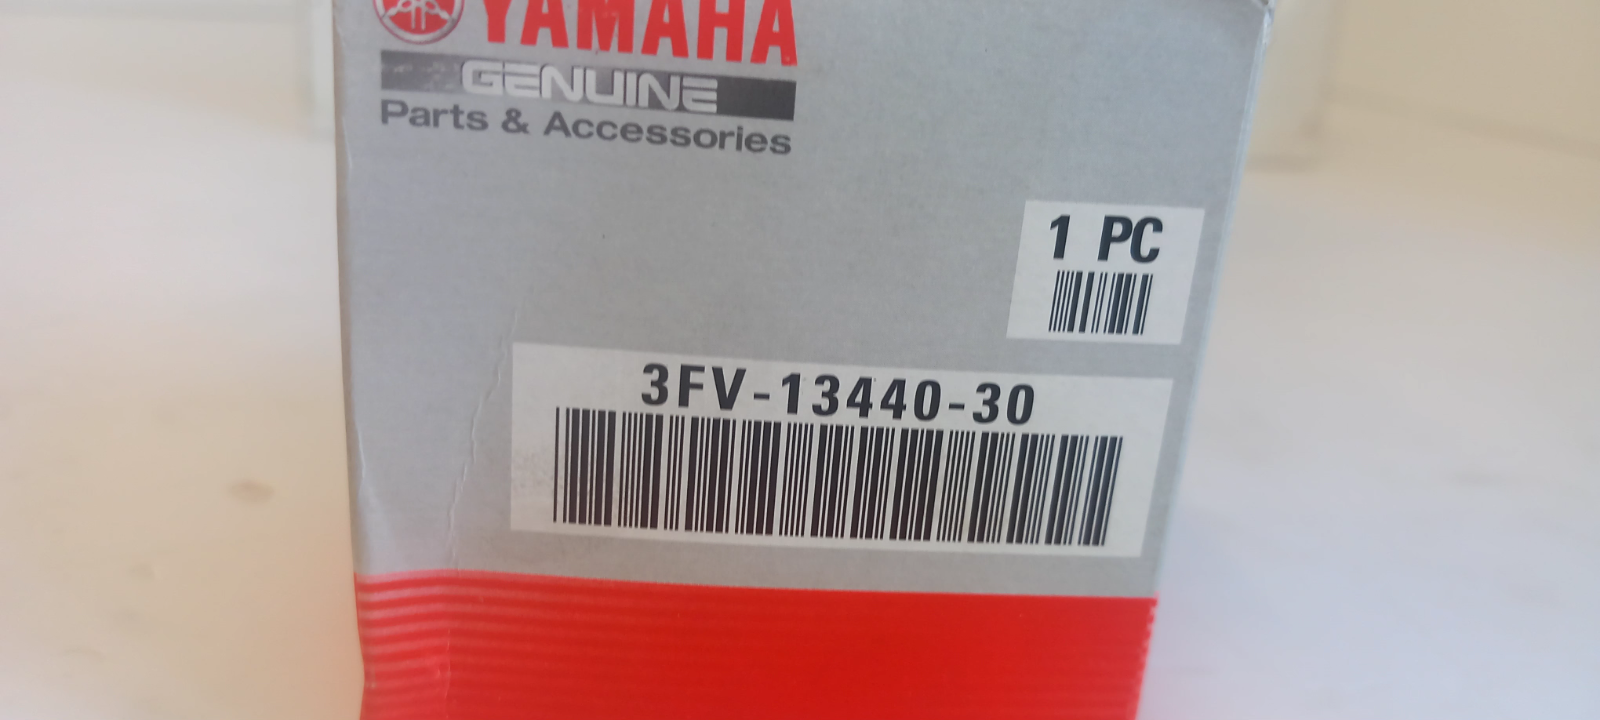 YAMAHA
GENUINE
Parts & Accessories
1 PC
3FV-13440-30